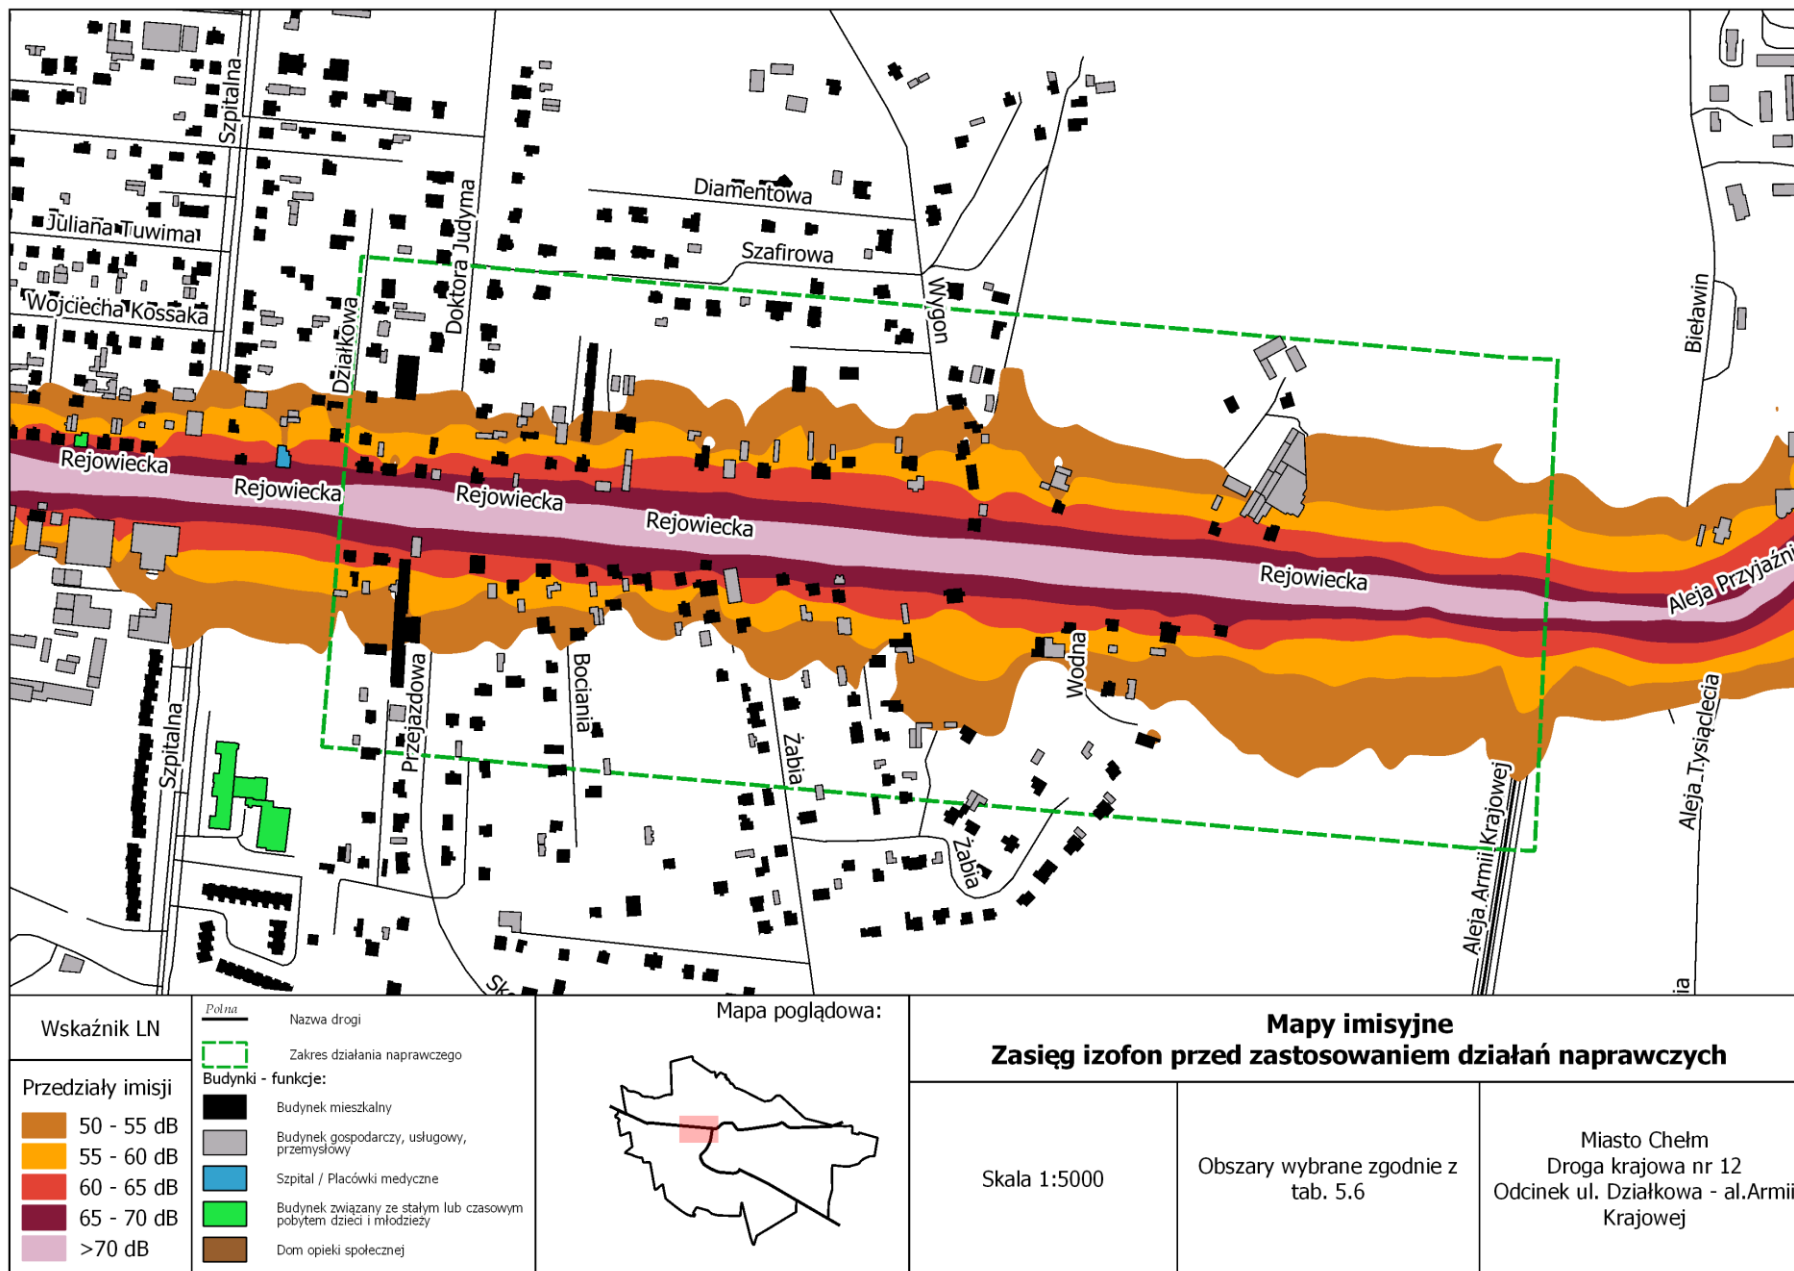 Szpitalna
Diamentowa
Juliana Tuwima
Doktora Judyma
Szafirowa
Wojciecha Kossaka
Działkowa
Wygon
Bieławin
Rejowiecka
Rejowiecka
Rejowiecka
Rejowiecka
Rejowiecka
Aleja Przyjaźni
Szpitalna
Przejazdowa
Bociania
Żabia
Wodna
Żabia
Aleja Armii Krajowej
Aleja Tysiąclecia
Sk
ia
Wskaźnik LN
Przedziały imisji
50 - 55 dB
55 - 60 dB
60 - 65 dB
65 - 70 dB
>70 dB
Polna
Nazwa drogi
Zakres działania naprawczego
Budynki - funkcje:
Budynek mieszkalny
Budynek gospodarczy, usługowy,
przemysłowy
Szpital / Placówki medyczne
Budynek związany ze stałym lub czasowym
pobytem dzieci i młodzieży
Dom opieki społecznej
Mapa poglądowa:
Mapy imisyjne
Zasięg izofon przed zastosowaniem działań naprawczych
Skala 1:5000
Obszary wybrane zgodnie z
tab. 5.6
Miasto Chełm
Droga krajowa nr 12
Odcinek ul. Działkowa - al.Armii
Krajowej